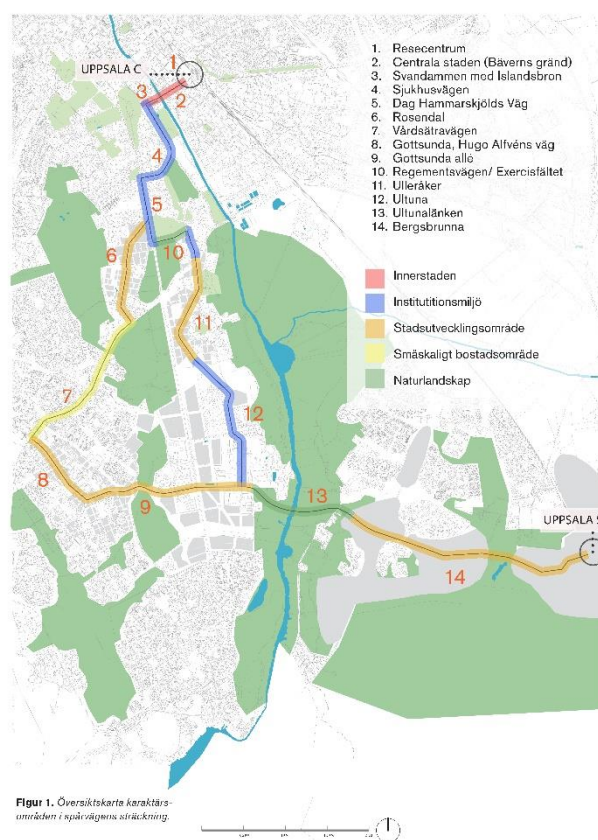 UPPSALA C
1
2
3
4
5
6
7
8
9
10
11
12
13
14
UPPSALA S
1. Resecentrum
2. Centrala staden (Bäverns gränd)
3. Svandammen med Islandsbron
4. Sjukhusvägen
5. Dag Hammarskjölds Väg
6. Rosendal
7. Vårdsätravägen
8. Gottsunda, Hugo Alfvéns väg
9. Gottsunda allé
10. Regementsvägen/ Exercisfältet
11. Ulleråker
12. Ultuna
13. Ultunalänken
14. Bergsbrunna
Innerstaden
Institutitionsmiljö
Stadsutvecklingsområde
Småskaligt bostadsområde
Naturlandskap
Figur 1. Översiktskarta karaktärs-
områden i spårvägens sträckning.